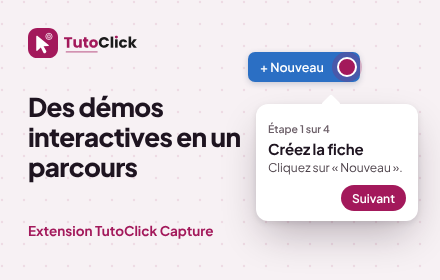 TutoClick
Des démos
interactives en un
parcours
Extension TutoClick Capture
+ Nouveau
Étape 1 sur 4
Créez la fiche
Cliquez sur « Nouveau ».
Suivant